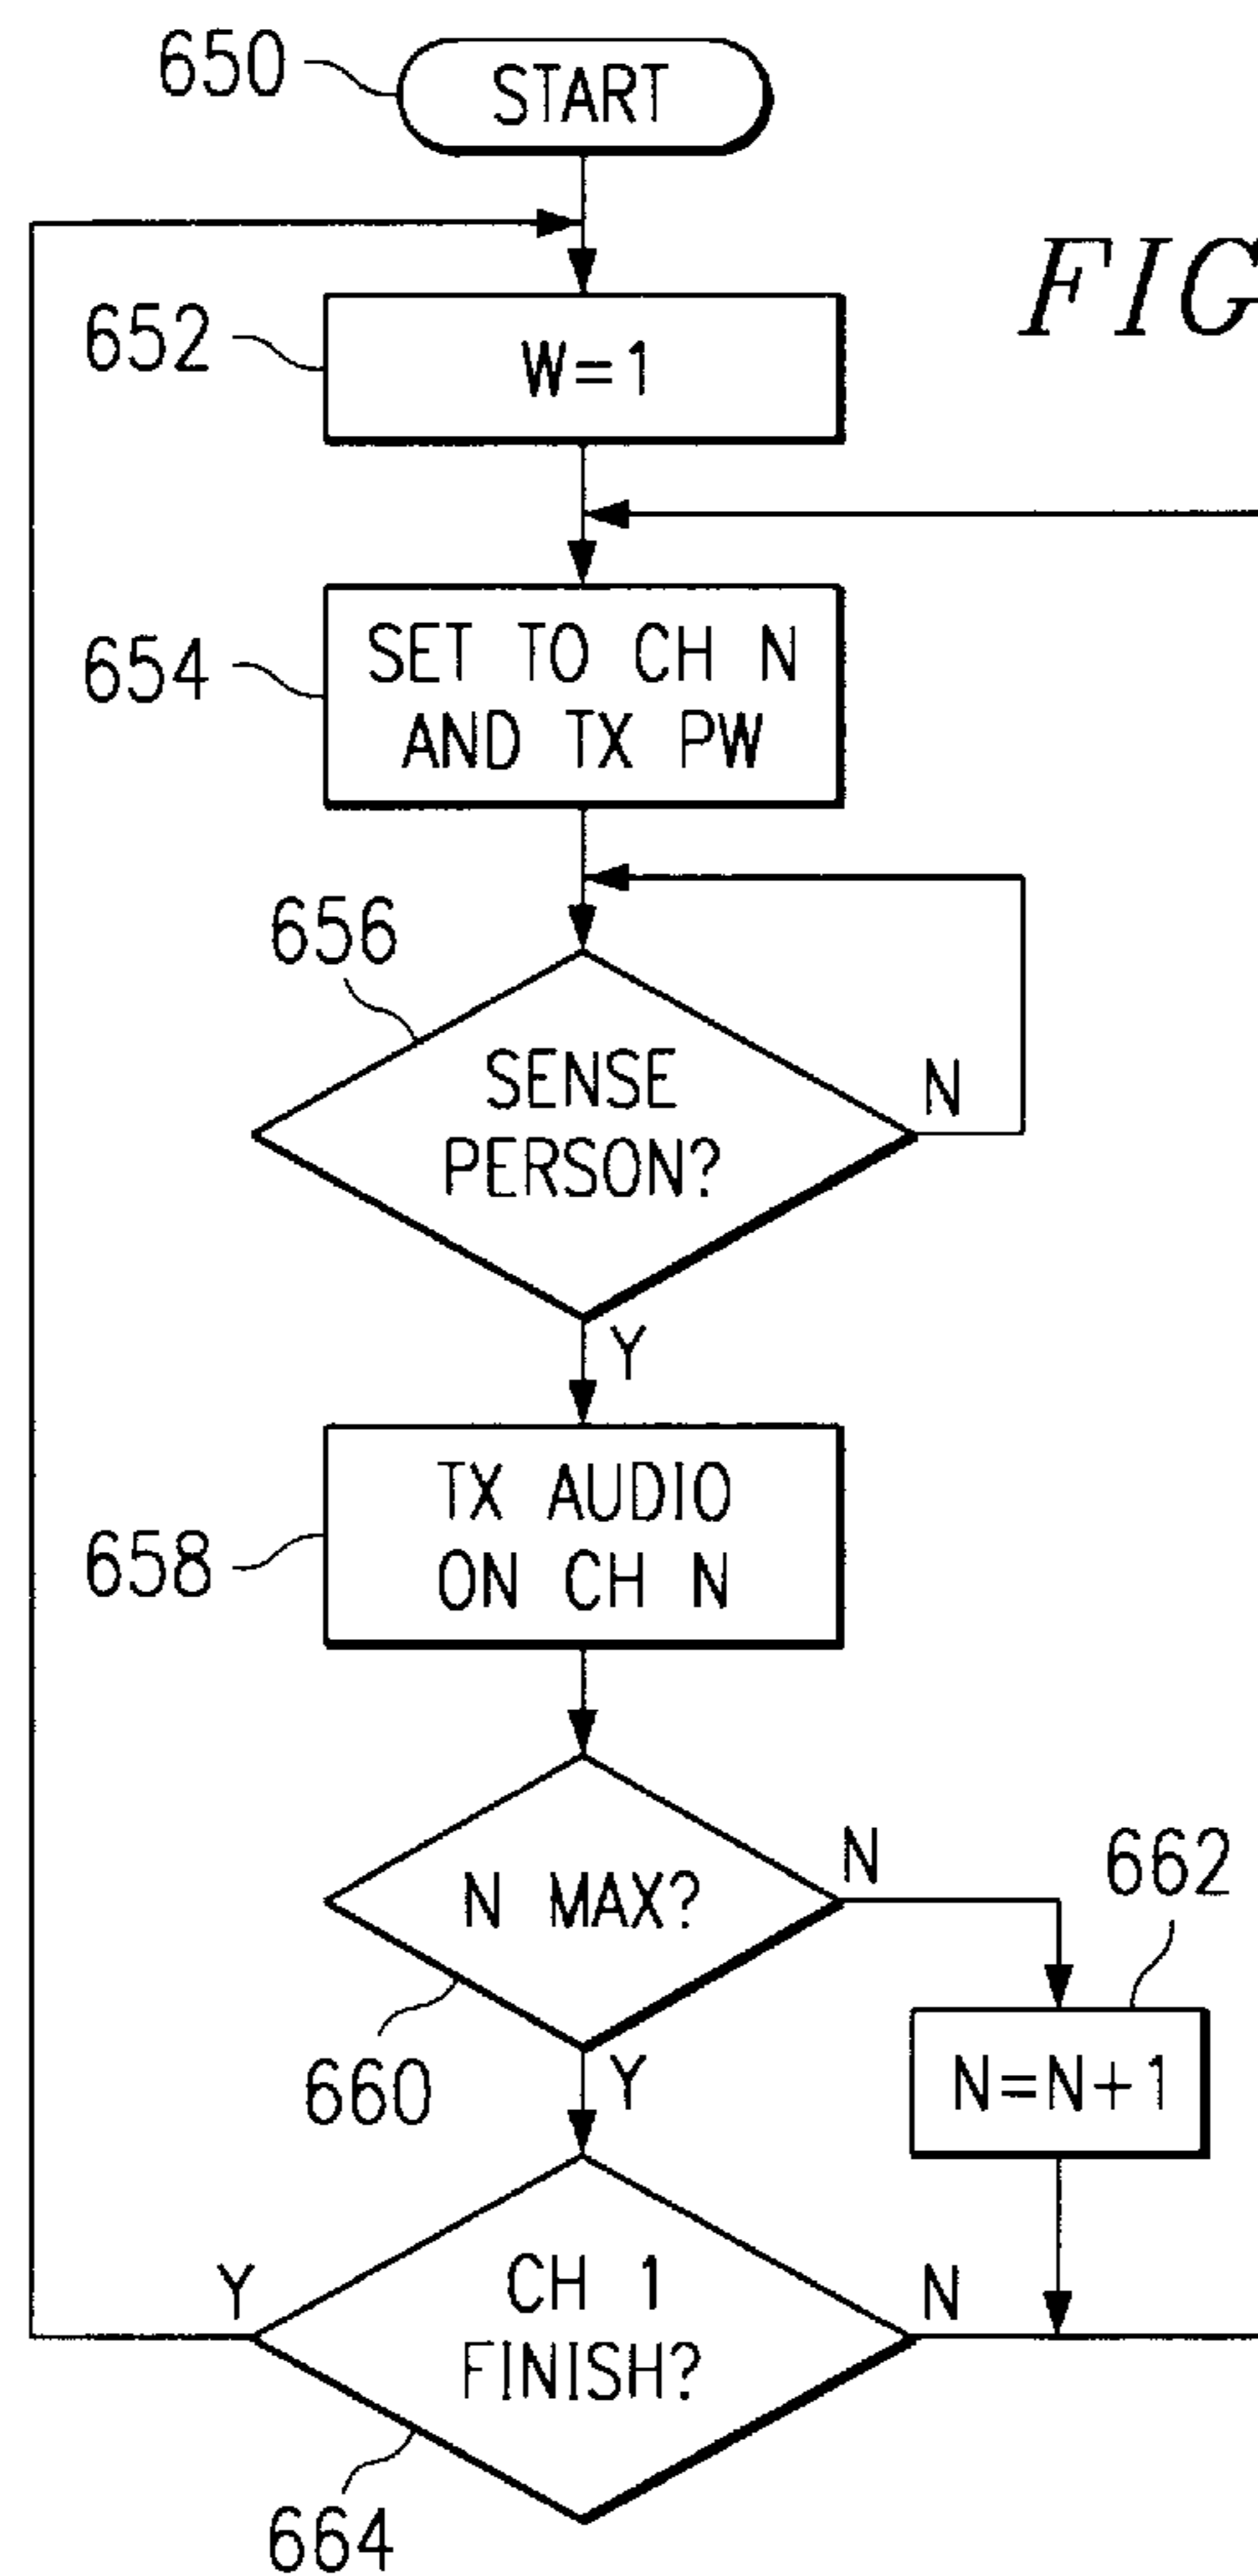 650
START
FIG
652
W=1
654
SET TO CH N
AND TX PW
656
SENSE
PERSON?
N
Y
658
TX AUDIO
ON CH N
N MAX?
N
662
660
Y
N=N+1
Y
CH 1
FINISH?
N
664